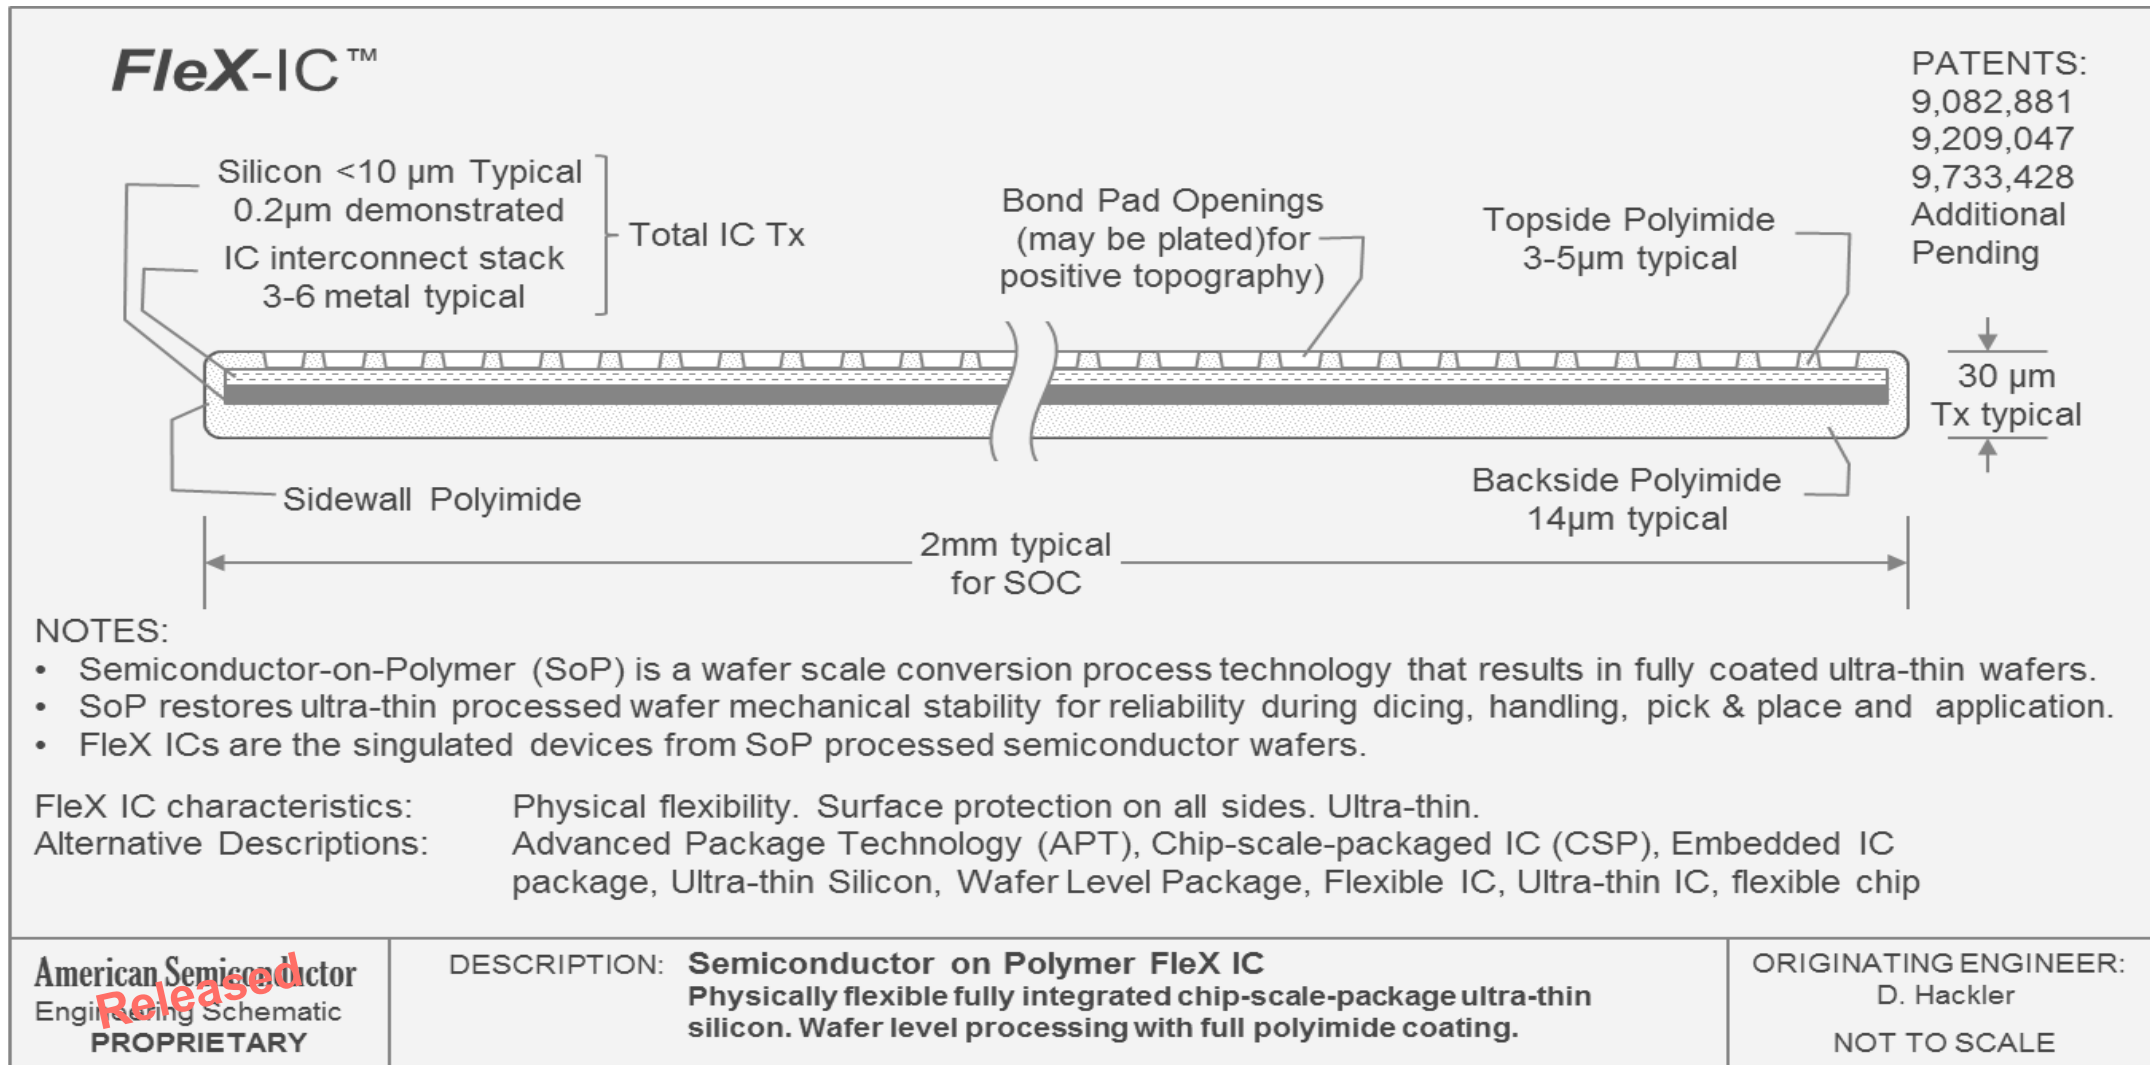 FleX-IC™
PATENTS:
9,082,881
9,209,047
9,733,428
Additional
Pending
Silicon <10 µm Typical
0.2µm demonstrated
IC interconnect stack
3-6 metal typical
Total IC Tx
Bond Pad Openings
(may be plated)for
positive topography)
Topside Polyimide
3-5µm typical
30 µm
Tx typical
Sidewall Polyimide
Backside Polyimide
14µm typical
2mm typical
for SOC
NOTES:
• Semiconductor-on-Polymer (SoP) is a wafer scale conversion process technology that results in fully coated ultra-thin wafers.
• SoP restores ultra-thin processed wafer mechanical stability for reliability during dicing, handling, pick & place and application.
• FleX ICs are the singulated devices from SoP processed semiconductor wafers.
FleX IC characteristics: Physical flexibility. Surface protection on all sides. Ultra-thin.
Alternative Descriptions: Advanced Package Technology (APT), Chip-scale-packaged IC (CSP), Embedded IC
package, Ultra-thin Silicon, Wafer Level Package, Flexible IC, Ultra-thin IC, flexible chip
American Semiconductor
Released
Engineering Schematic
PROPRIETARY
DESCRIPTION: Semiconductor on Polymer FleX IC
Physically flexible fully integrated chip-scale-package ultra-thin
silicon. Wafer level processing with full polyimide coating.
ORIGINATING ENGINEER:
D. Hackler
NOT TO SCALE